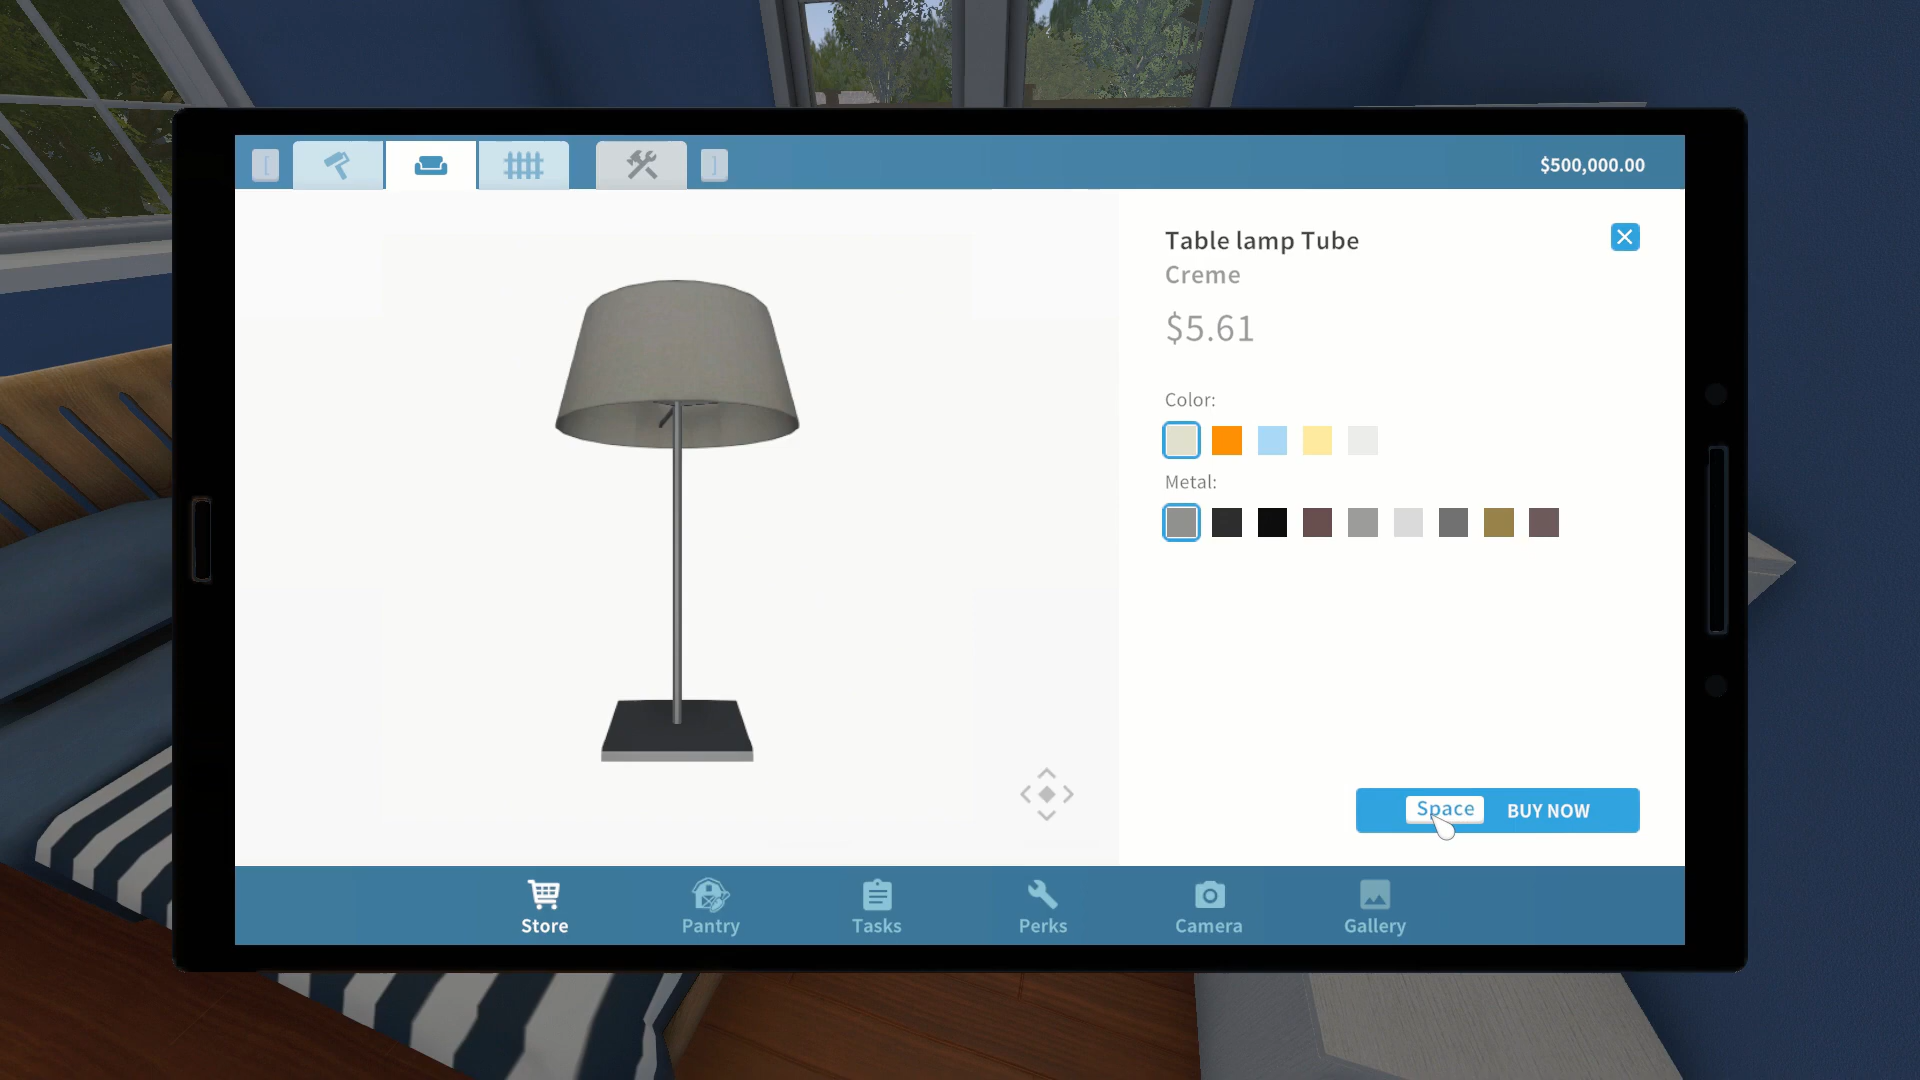 [
]
$500,000.00
Table lamp Tube
Creme
$5.61
Color:
Metal:
Space BUY NOW
Store Pantry Tasks Perks Camera Gallery